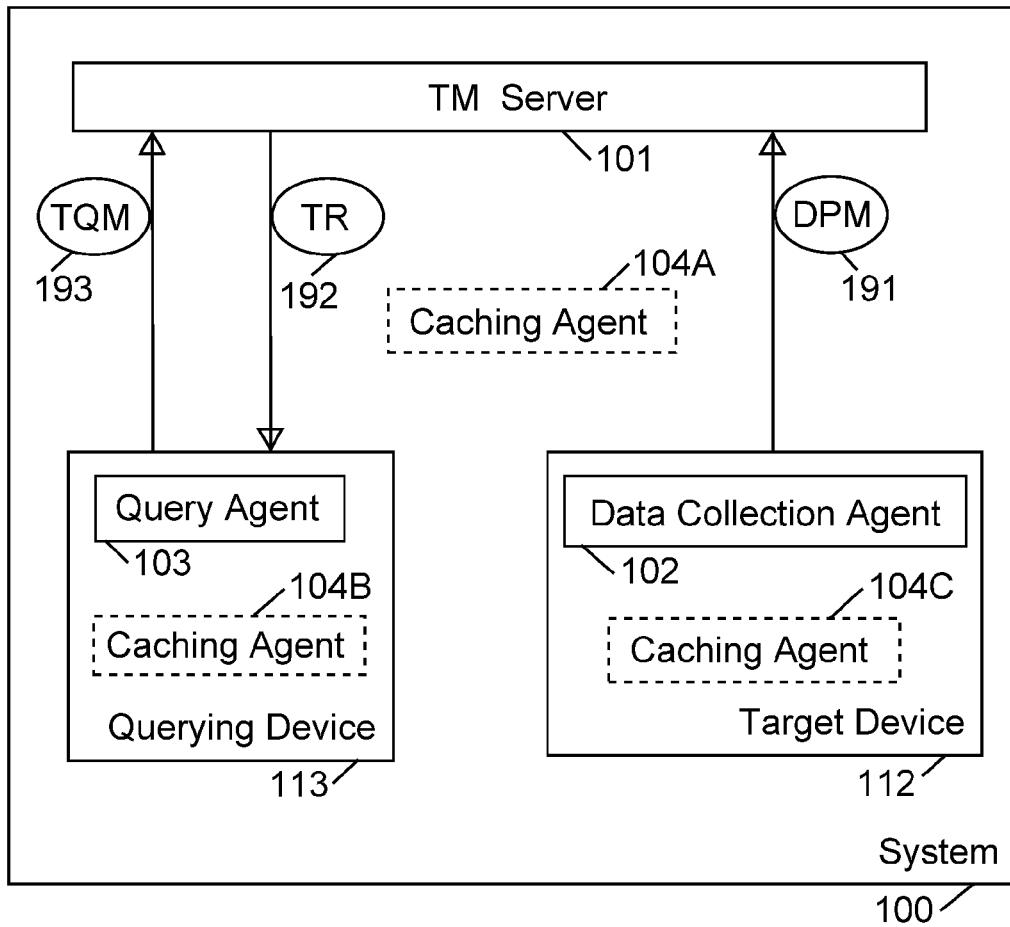 TM Server
101
TQM
193
TR
192
DPM
191
104A
Caching Agent
Query Agent
103
104B
Caching Agent
Querying Device
113
Data Collection Agent
102
104C
Caching Agent
Target Device
112
System
100